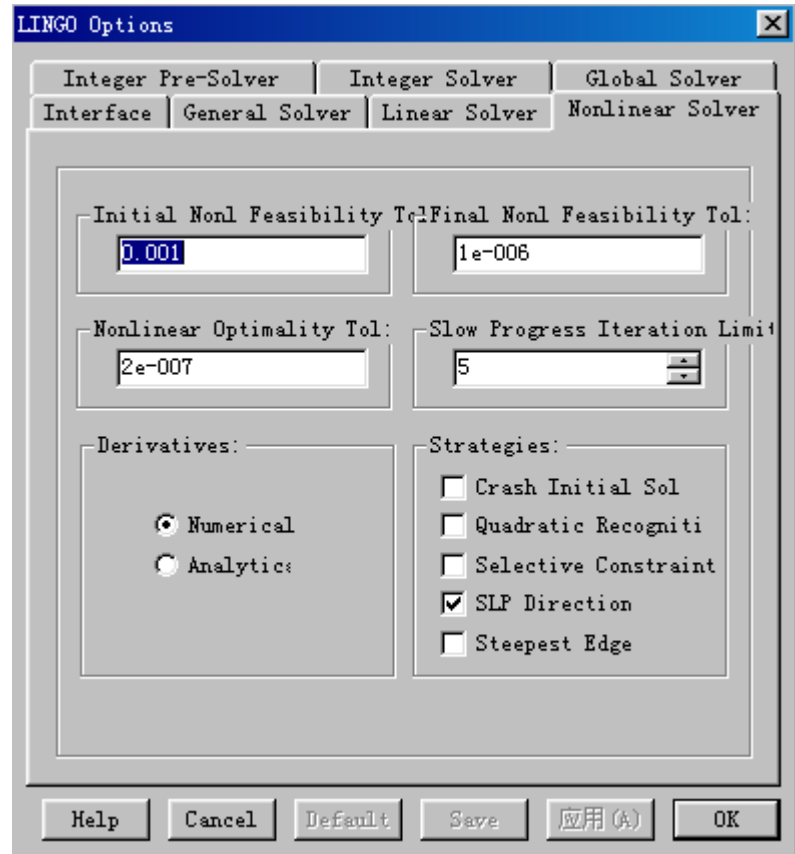 LINGO Options
Integer Pre-Solver Integer Solver Global Solver
Interface General Solver Linear Solver Nonlinear Solver
Initial Nonl Feasibility Tol Final Nonl Feasibility Tol:
0.001 1e-006
Nonlinear Optimality Tol: Slow Progress Iteration Limit
2e-007 5
Derivatives: Strategies:
Crash Initial Sol
Numerical Quadratic Recogniti
Analytics Selective Constraint
SLP Direction
Steepest Edge
Help Cancel Default Save 应用(A) OK